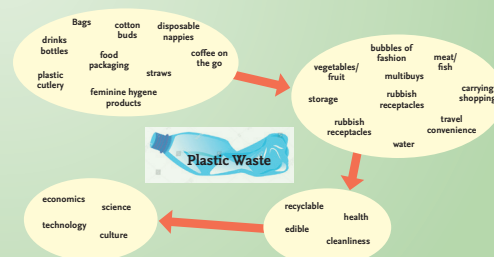 Bags
cotton
buds
disposable
nappies
drinks
bottles
food
packaging
coffee on
the go
plastic
cutlery
straws
feminine hygene
products
bubbles of
fashion
meat/
fish
vegetables/
fruit
multibuys
carrying
shopping
storage
rubbish
receptacles
rubbish
receptacles
travel
convenience
water
Plastic Waste
recyclable
health
edible
cleanliness
economics
science
technology
culture